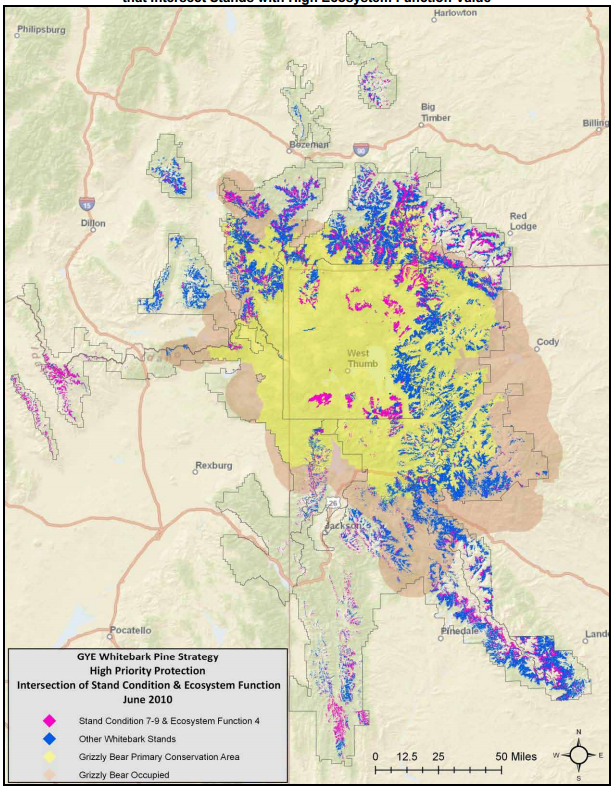 that Intersect Stands with High Ecosystem Function Value
Philipsburg
Harlowton
Big
Timber
Billing
Bozeman
90
15
Dillon
Red
Lodge
Cody
West
Thumb
Rexburg
26
Jackson
Pocatello
Pinedale
Land
GYE Whitebark Pine Strategy
High Priority Protection
Intersection of Stand Condition & Ecosystem Function
June 2010
Stand Condition 7-9 & Ecosystem Function 4
Other Whitebark Stands
Grizzly Bear Primary Conservation Area
Grizzly Bear Occupied
0 12.5 25 50 Miles
N
W E
S